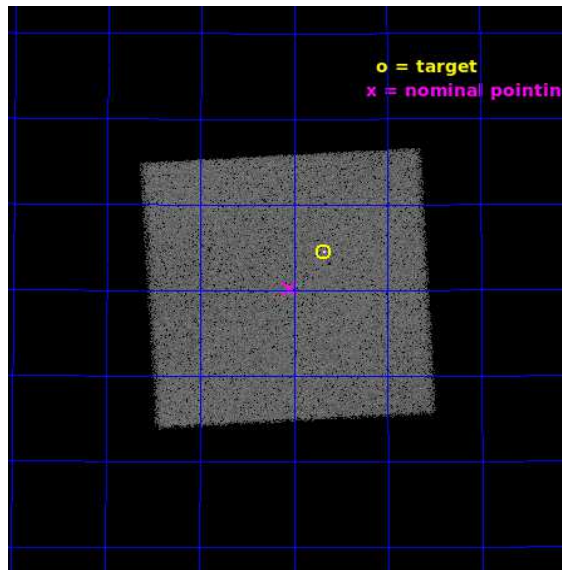 o = target
x = nominal pointin